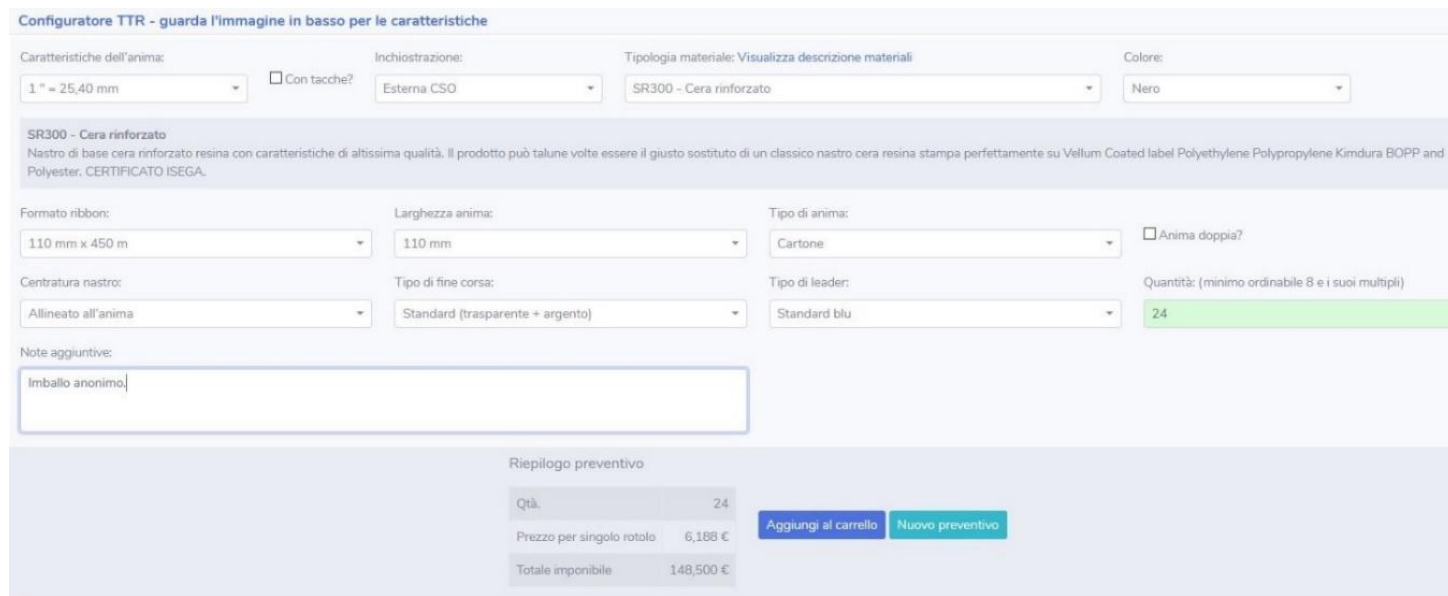 Configuratore TTR - guarda l'immagine in basso per le caratteristiche
Caratteristiche dell'anima:
1 " = 25,40 mm
Con tacche?
Inchiostrazione:
Esterna CSO
Tipologia materiale: Visualizza descrizione materiali
SR300 - Cera rinforzato
Colore:
Nero
SR300 - Cera rinforzato
Nastro di base cera rinforzato resina con caratteristiche di altissima qualità. Il prodotto può talune volte essere il giusto sostituto di un classico nastro cera resina stampa perfettamente su Vellum Coated label Polyethylene Polypropylene Kimdura BOPP and
Polyester. CERTIFICATO ISEGA.
Formato ribbon:
110 mm x 450 m
Larghezza anima:
110 mm
Tipo di anima:
Cartone
Anima doppia?
Centratura nastro:
Allineato all'anima
Tipo di fine corsa:
Standard (trasparente + argento)
Tipo di leader:
Standard blu
Quantità: (minimo ordinabile 8 e i suoi multipli)
24
Note aggiuntive:
Imballo anonimo.
Riepilogo preventivo
Qtà. 24
Prezzo per singolo rotolo 6,188 €
Totale imponibile 148,500 €
Aggiungi al carrello
Nuovo preventivo